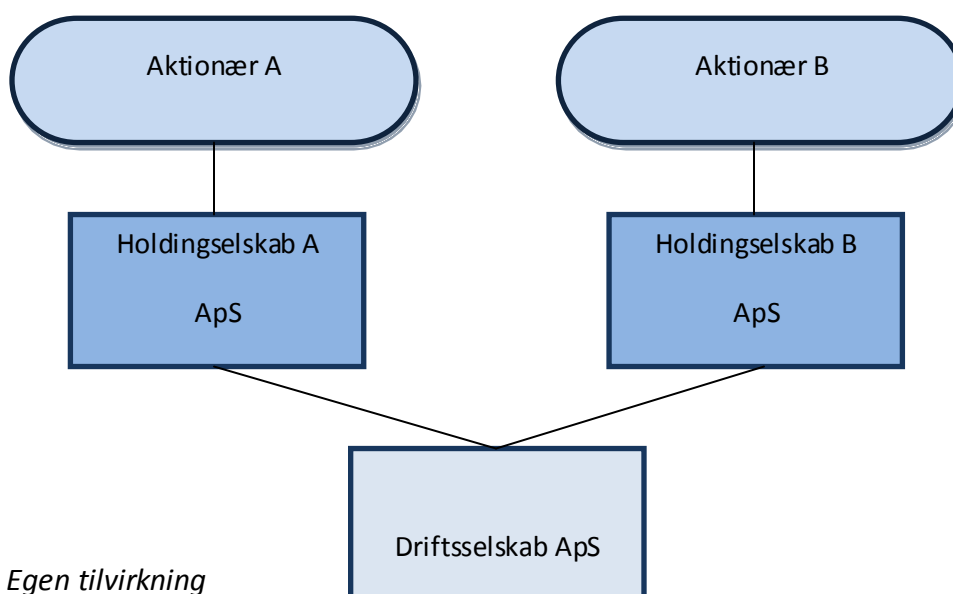 Aktionær A
Aktionær B
Holdingselskab A
ApS
Holdingselskab B
ApS
Driftsselskab ApS
Egen tilvirkning